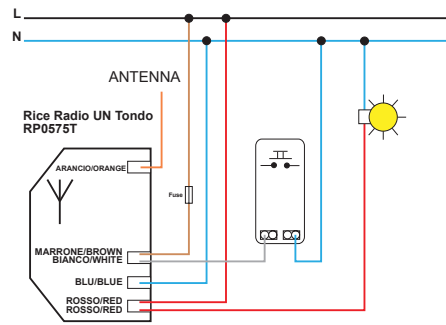 L
N
ANTENNA
Rice Radio UN Tondo
RP0575T
ARANCIO/ORANGE
Fuse
MARRONE/BROWN
BIANCO/WHITE
BLU/BLUE
ROSSO/RED
ROSSO/RED